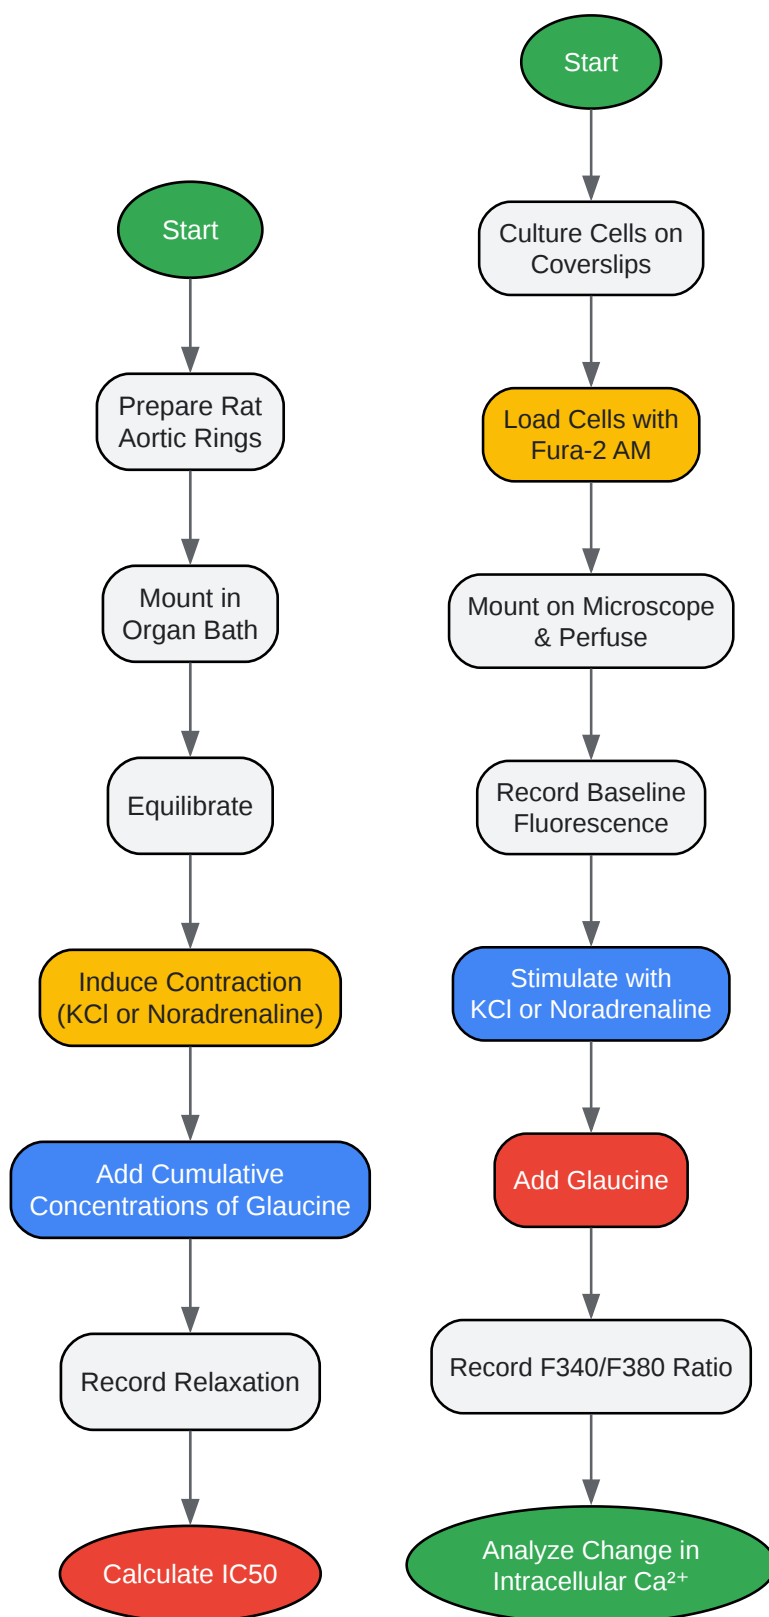 Start
Prepare Rat
Aortic Rings
Mount in
Organ Bath
Equilibrate
Induce Contraction
(KCl or Noradrenaline)
Add Cumulative
Concentrations of Glaucine
Record Relaxation
Calculate IC50
Start
Culture Cells on
Coverslips
Load Cells with
Fura-2 AM
Mount on Microscope
& Perfuse
Record Baseline
Fluorescence
Stimulate with
KCl or Noradrenaline
Add Glaucine
Record F340/F380 Ratio
Analyze Change in
Intracellular Ca²⁺